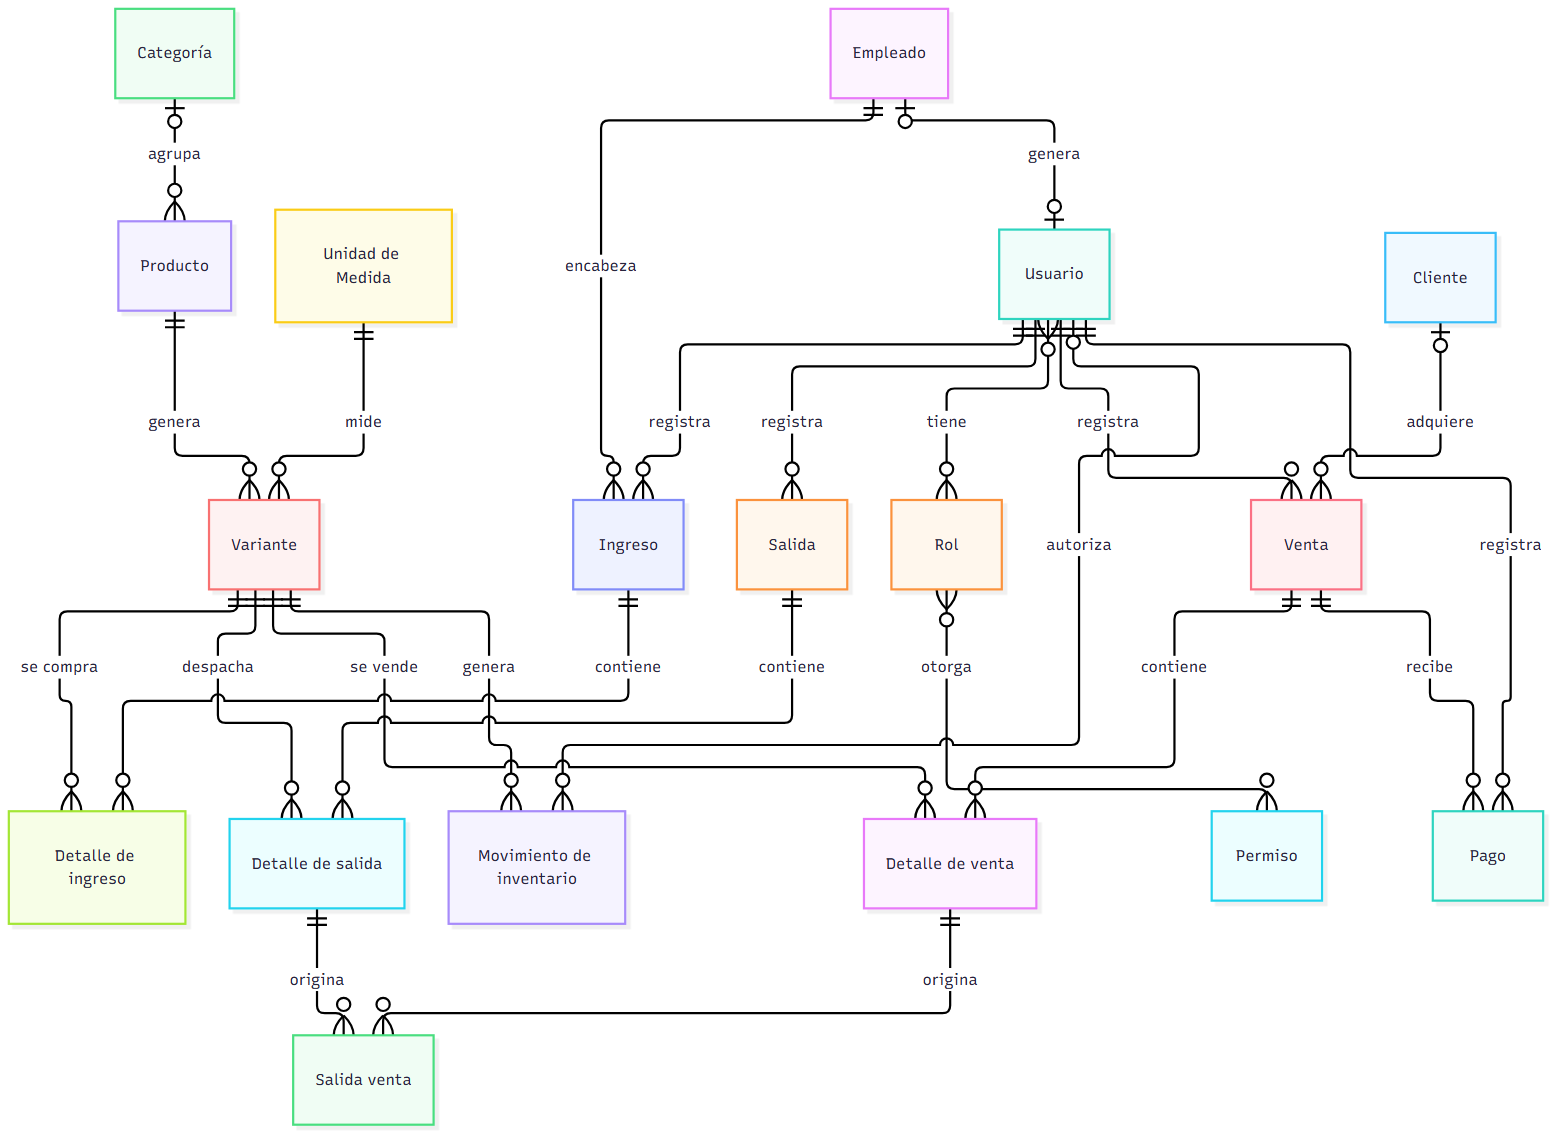 Categoría
Empleado
agrupa
genera
Producto
Unidad de
Medida
encabeza
Usuario
Cliente
genera
mide
registra
registra
tiene
registra
adquiere
Variante
Ingreso
Salida
Rol
autoriza
Venta
registra
se compra
despacha
se vende
genera
contiene
contiene
otorga
contiene
recibe
Detalle de
ingreso
Detalle de salida
Movimiento de
inventario
Detalle de venta
Permiso
Pago
origina
origina
Salida venta